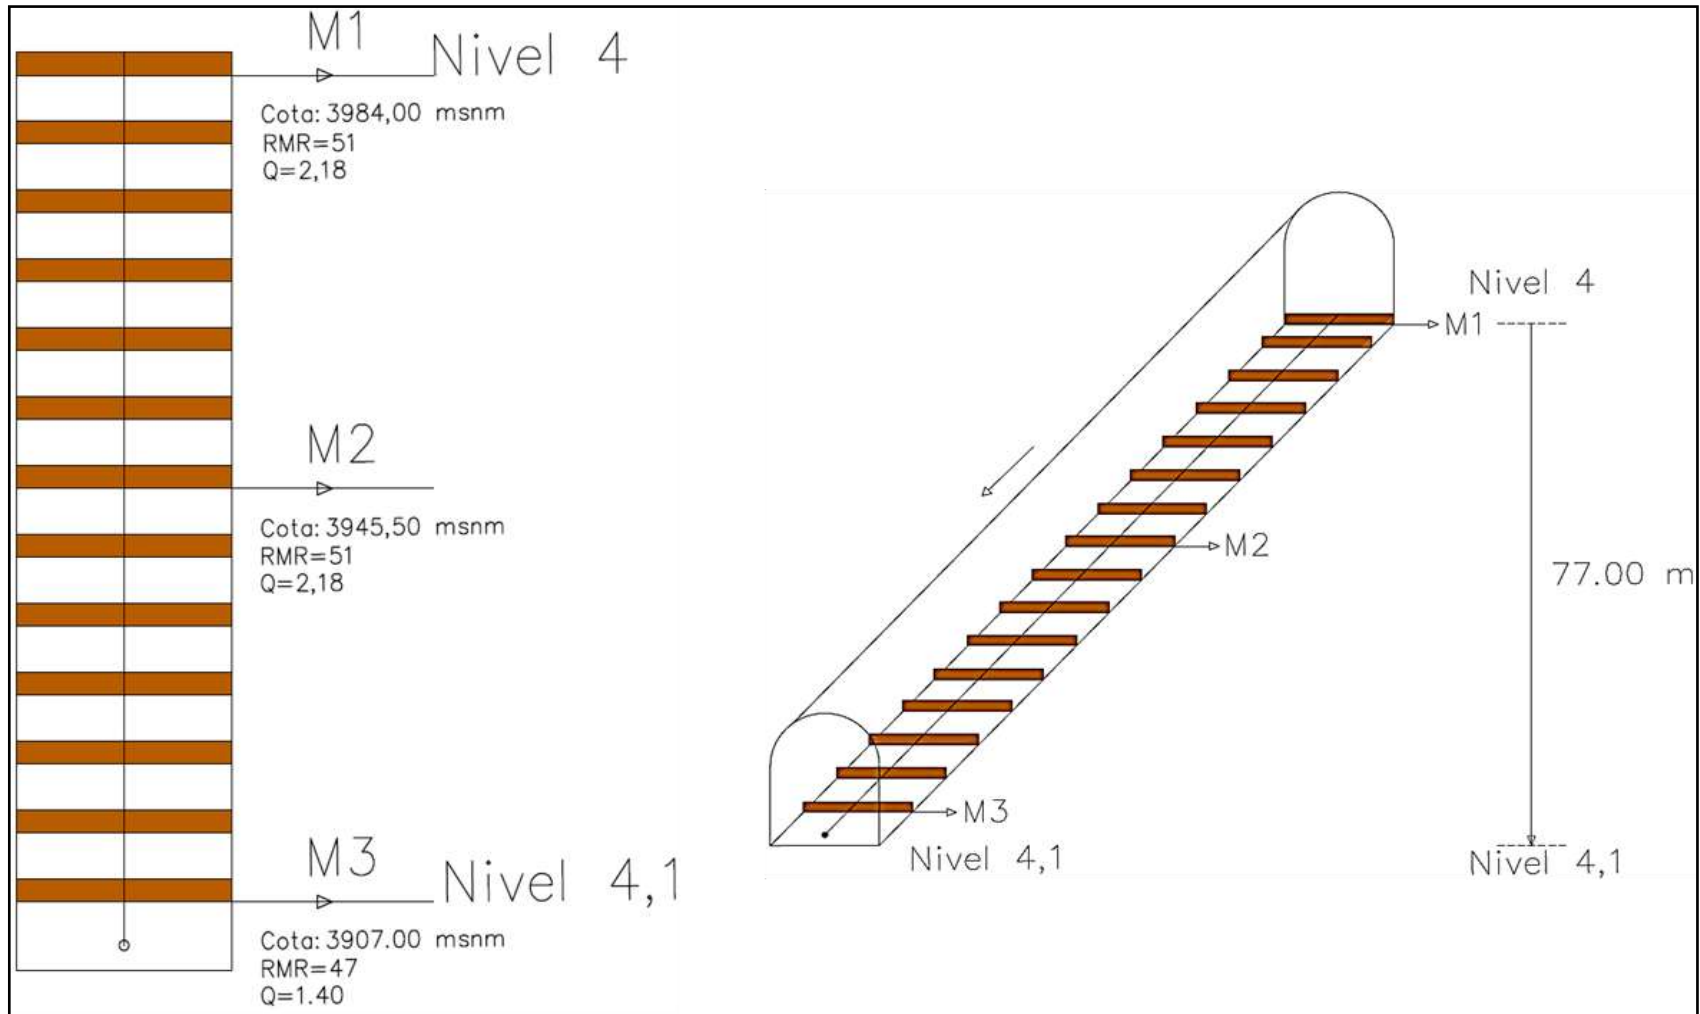 M1
Nivel 4
Cota: 3984,00 msnm
RMR=51
Q=2,18
M2
Cota: 3945,50 msnm
RMR=51
Q=2,18
M3
Nivel 4,1
Cota: 3907.00 msnm
RMR=47
Q=1.40
Nivel 4
M1
M2
77.00 m
M3
Nivel 4,1
Nivel 4,1